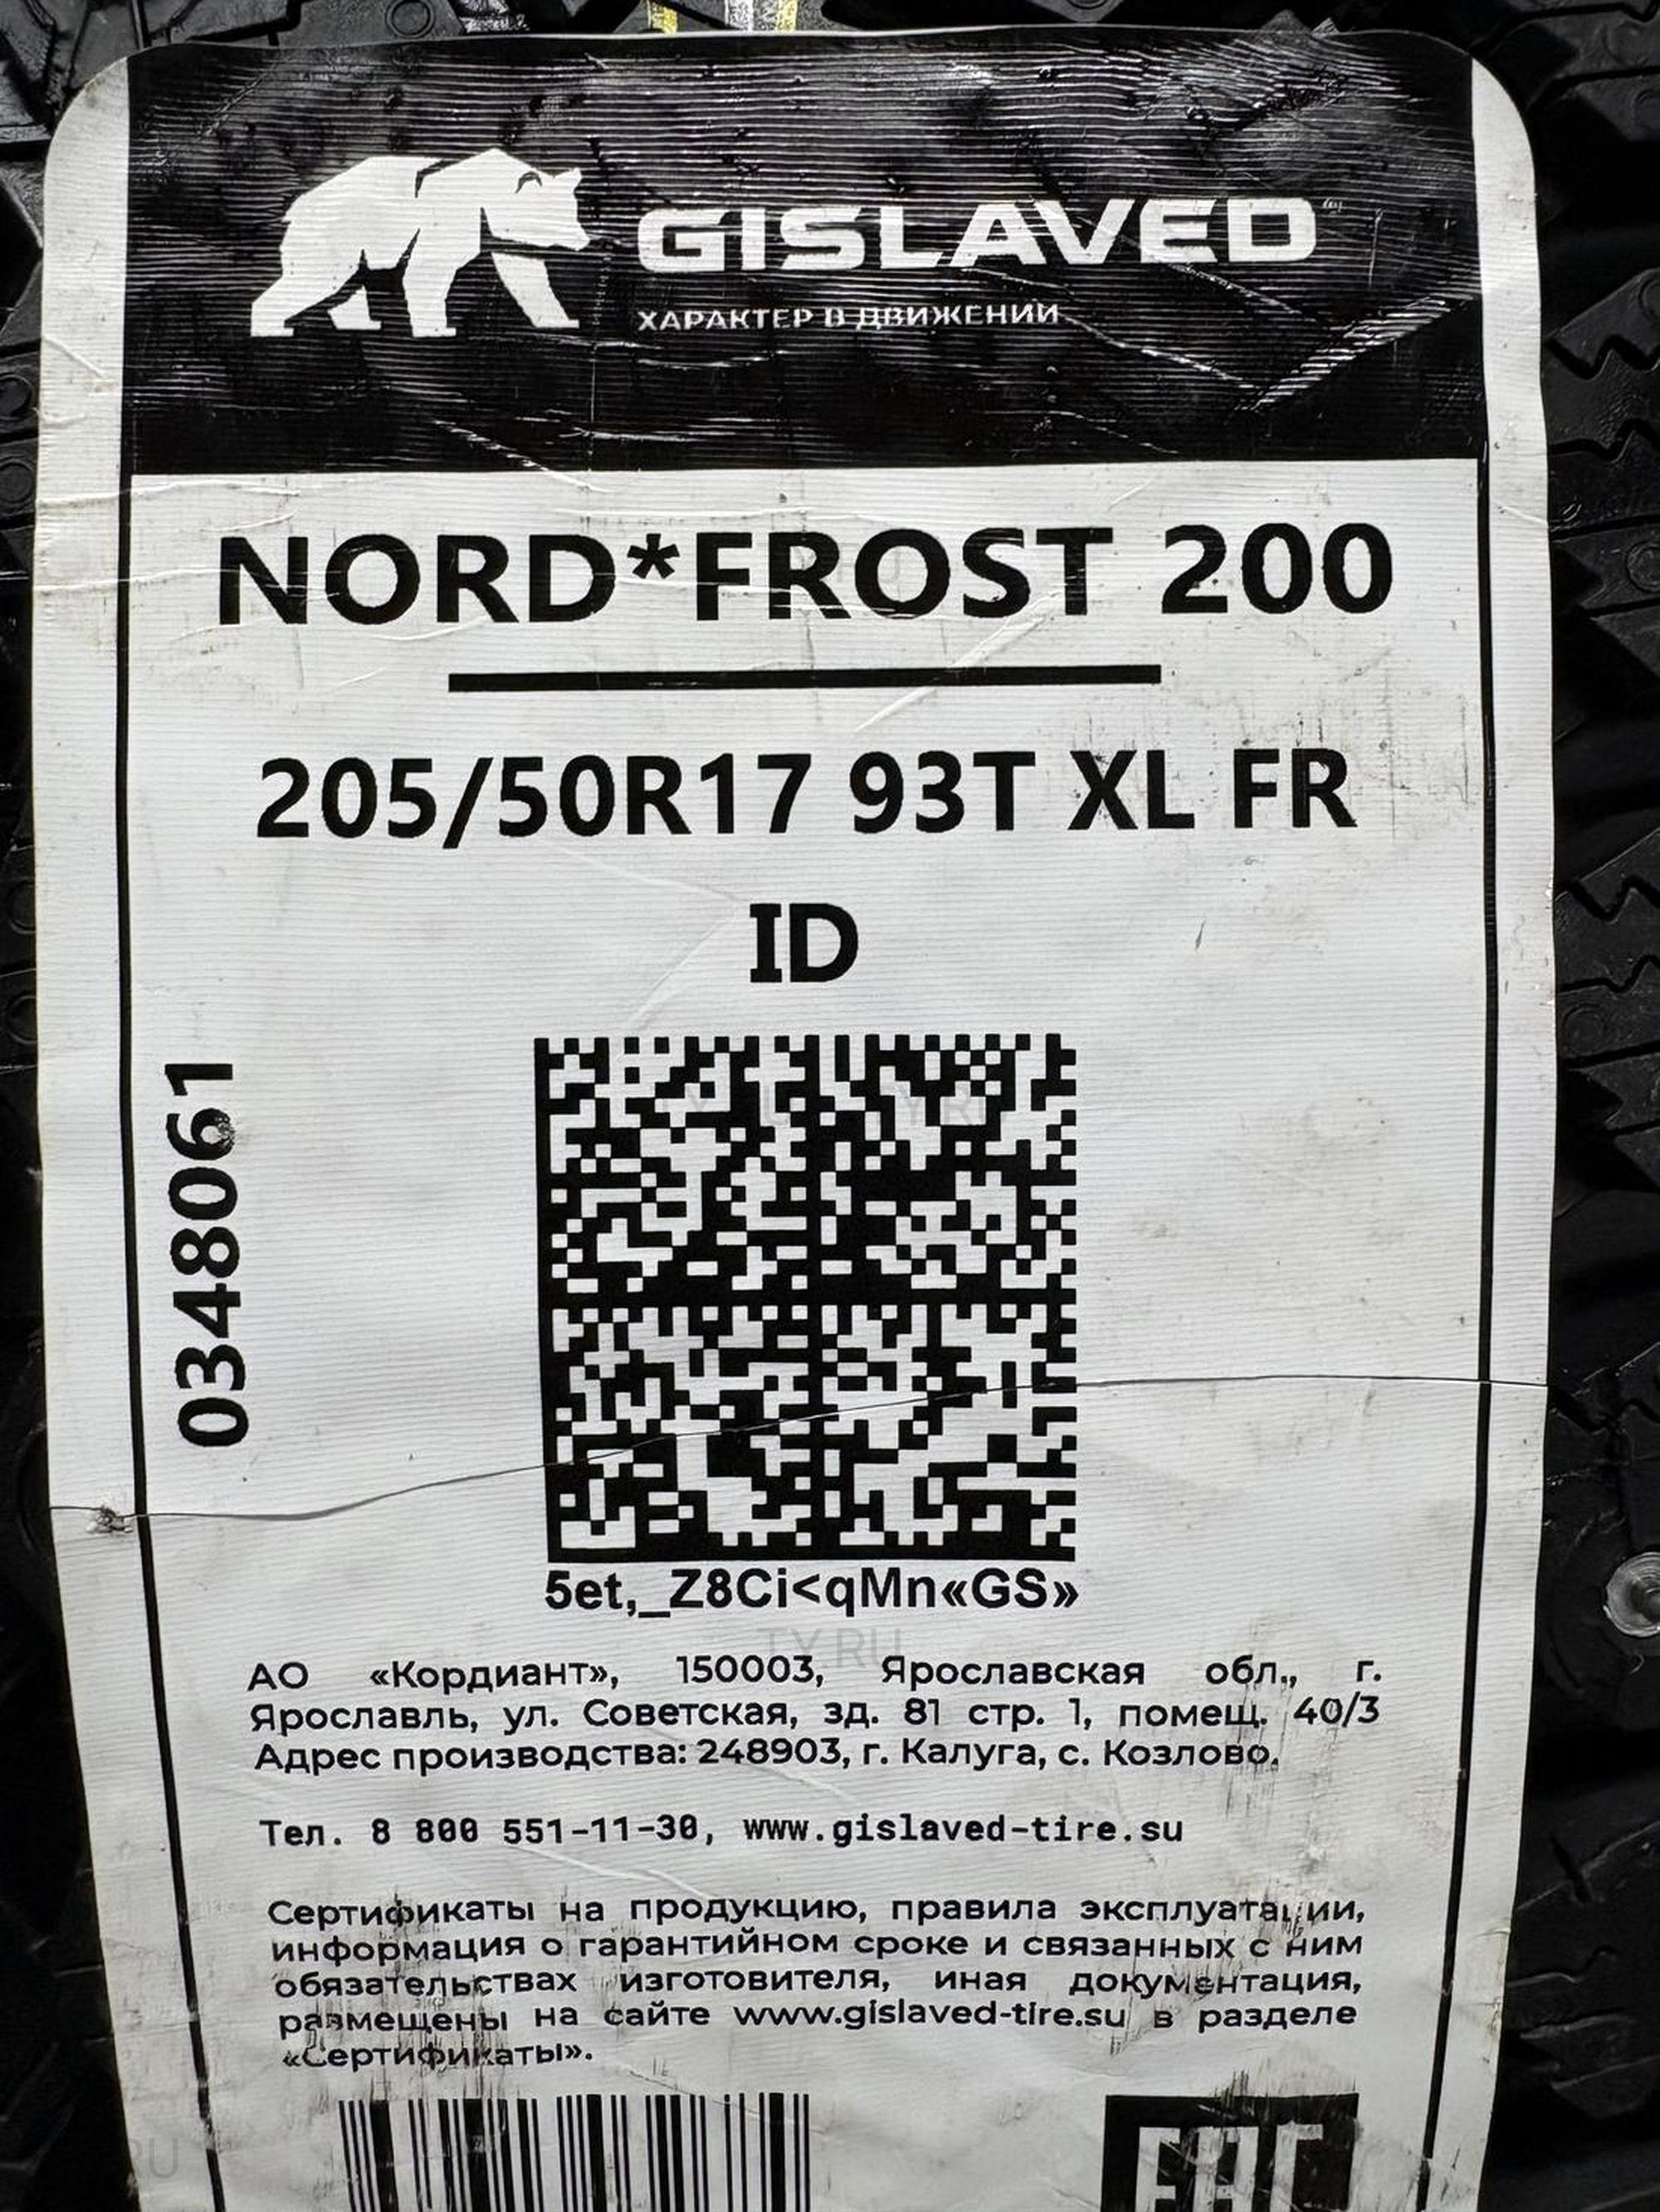 GISLAVED
ХАРАКТЕР В ДВИЖЕНИИ
NORD*FROST 200
205/50R17 93T XL FR
ID
0348061
5et,_Z8Ci<qMn«GS»
АО «Кордиант», 150003, Ярославская обл., г.
Ярославль, ул. Советская, зд. 81 стр. 1, помещ. 40/3
Адрес производства: 248903, г. Калуга, с. Козлово.
Тел. 8 800 551-11-30, www.gislaved-tire.su
Сертификаты на продукцию, правила эксплуатации,
информация о гарантийном сроке и связанных с ним
обязательствах изготовителя, иная документация,
размещены на сайте www.gislaved-tire.su в разделе
«Сертификаты».
EAC